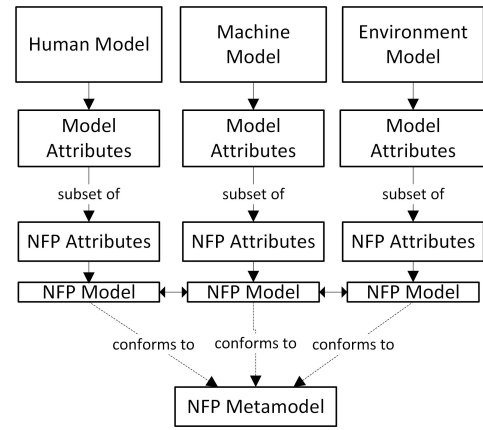 Human Model
Machine
Model
Environment
Model
Model
Attributes
Model
Attributes
Model
Attributes
subset of
subset of
subset of
NFP Attributes
NFP Attributes
NFP Attributes
NFP Model
NFP Model
NFP Model
conforms to
conforms to
conforms to
NFP Metamodel